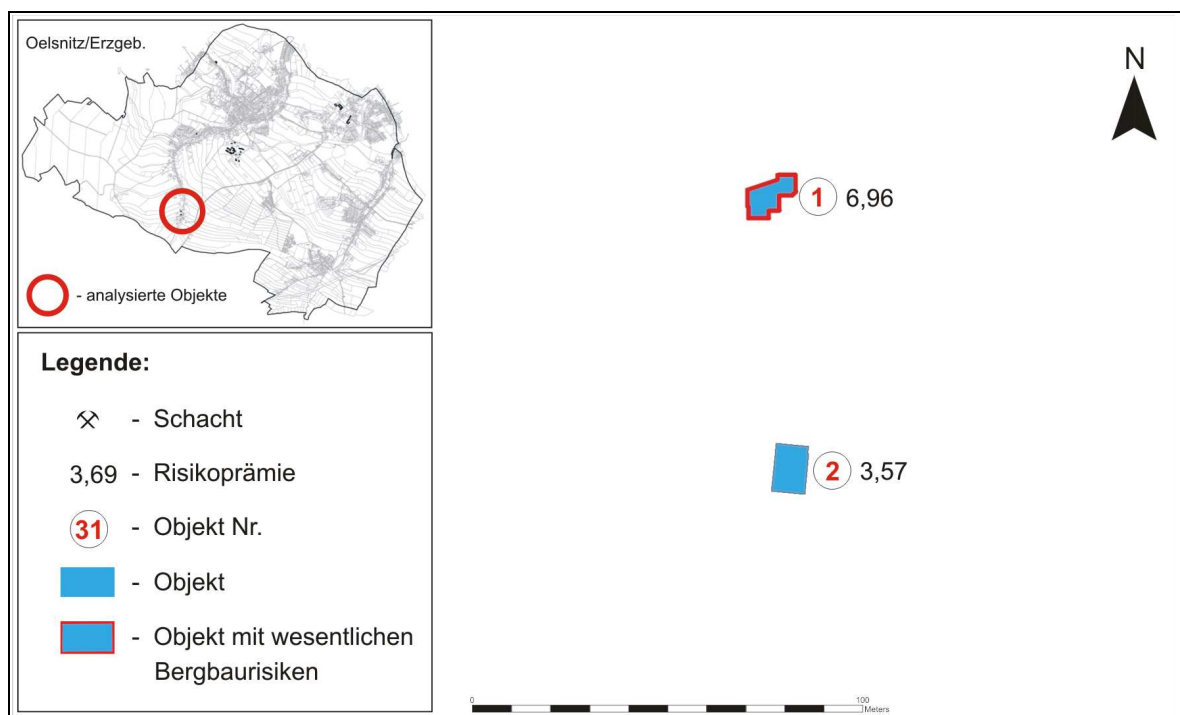 Oelsnitz/Erzgeb.
- analysierte Objekte
Legende:
- Schacht
3,69 - Risikoprämie
31 - Objekt Nr.
- Objekt
- Objekt mit wesentlichen
Bergbaurisiken
N
1 6,96
2 3,57
0 100
Meters